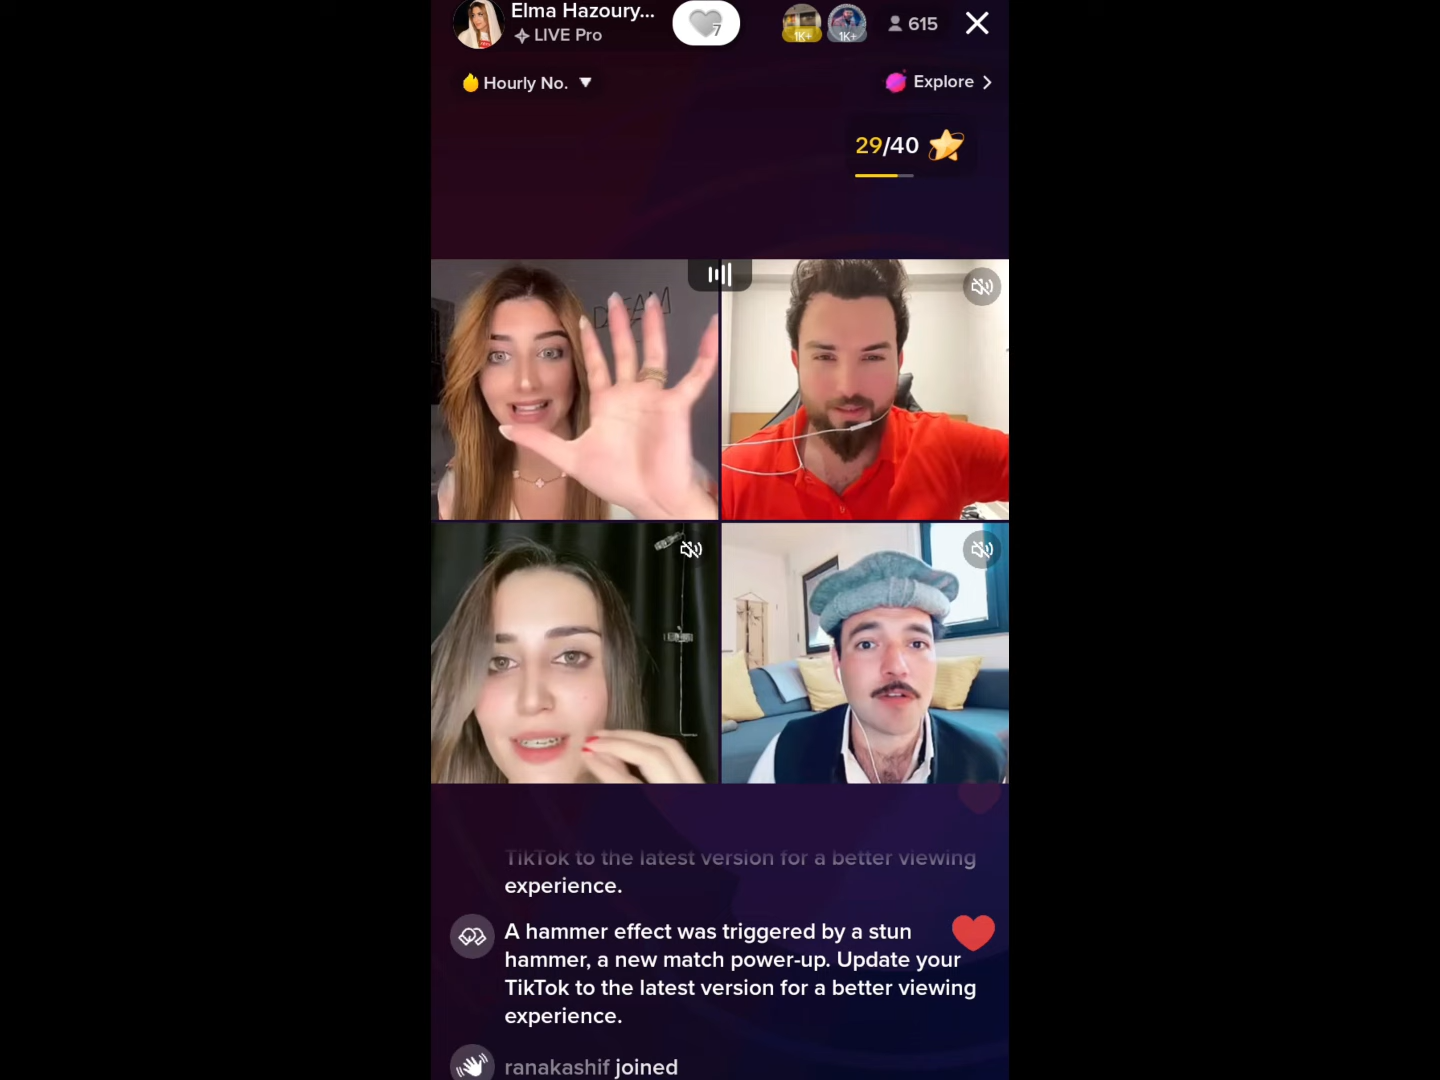 Elma Hazoury...
LIVE Pro
7
1K+
1K+
615
Hourly No.
Explore
29/40
DREAM
TikTok to the latest version for a better viewing
experience.
A hammer effect was triggered by a stun
hammer, a new match power-up. Update your
TikTok to the latest version for a better viewing
experience.
ranakashif joined